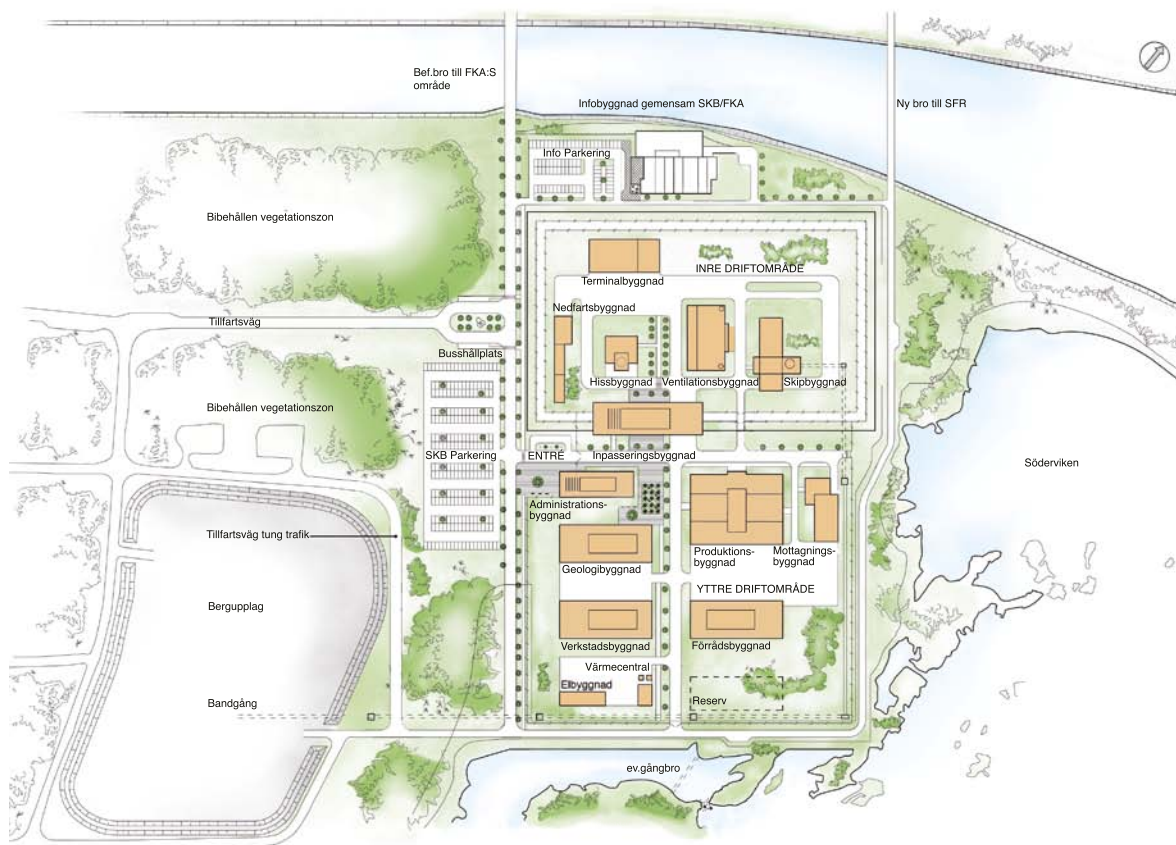 Bef.bro till FKA:S
område
Infobyggnad gemensam SKB/FKA
Ny bro till SFR
Info Parkering
Bibehållen vegetationszon
INRE DRIFTOMRÅDE
Terminalbyggnad
Nedfartsbyggnad
Tillfartsväg
Busshållplats
Hissbyggnad
Ventilationsbyggnad
Skipbyggnad
Bibehållen vegetationszon
SKB Parkering
ENTRÉ
Inpasseringsbyggnad
Söderviken
Administrations-
byggnad
Tillfartsväg tung trafik
Geologibyggnad
Produktions-
byggnad
Mottagnings-
byggnad
YTTRE DRIFTOMRÅDE
Bergupplag
Verkstadsbyggnad
Förrådsbyggnad
Värmecentral
Elbyggnad
Reserv
Bandgång
ev.gångbro